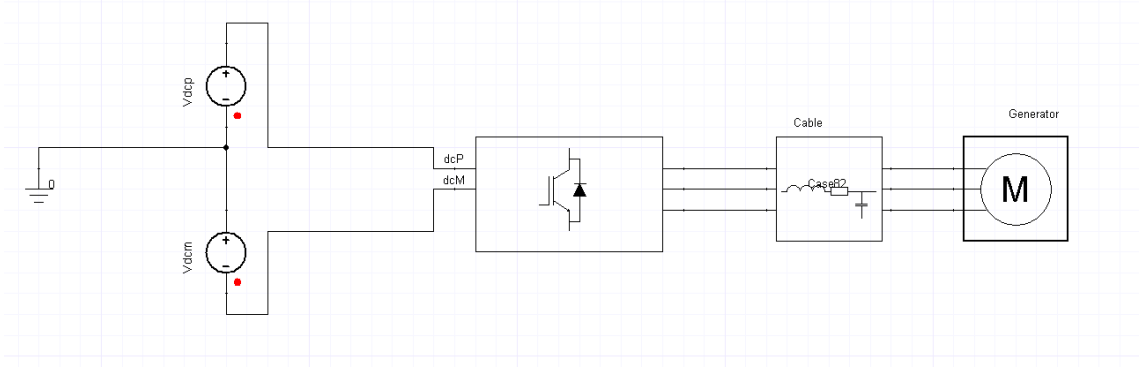 Vdcp
0
Vdcm
dcP
dcM
Cable
Case82
Generator
M